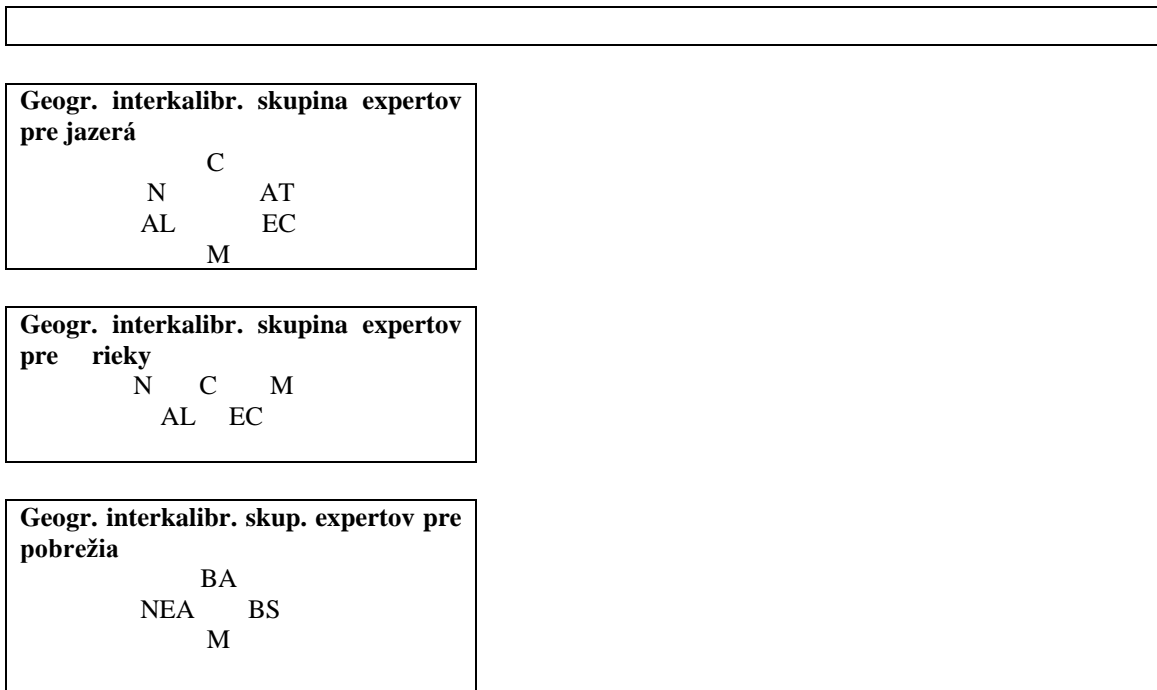 Geogr. interkalibr. skupina expertov
pre jazerá
C
N AT
AL EC
M
Geogr. interkalibr. skupina expertov
pre rieky
N C M
AL EC
Geogr. interkalibr. skup. expertov pre
pobrežia
BA
NEA BS
M